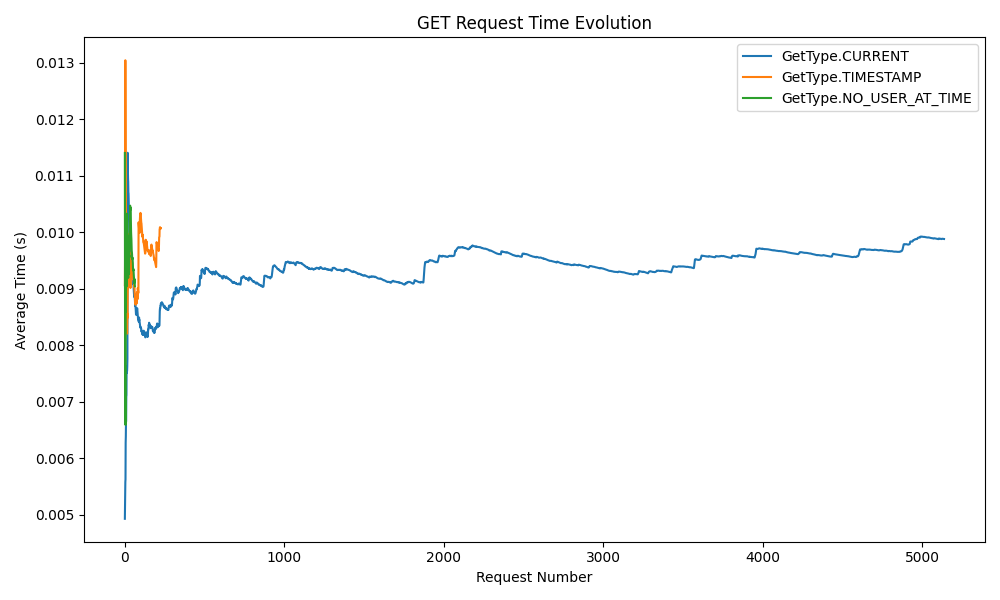 GET Request Time Evolution
GetType.CURRENT
GetType.TIMESTAMP
GetType.NO_USER_AT_TIME
Average Time (s)
0.013
0.012
0.011
0.010
0.009
0.008
0.007
0.006
0.005
0 1000 2000 3000 4000 5000
Request Number